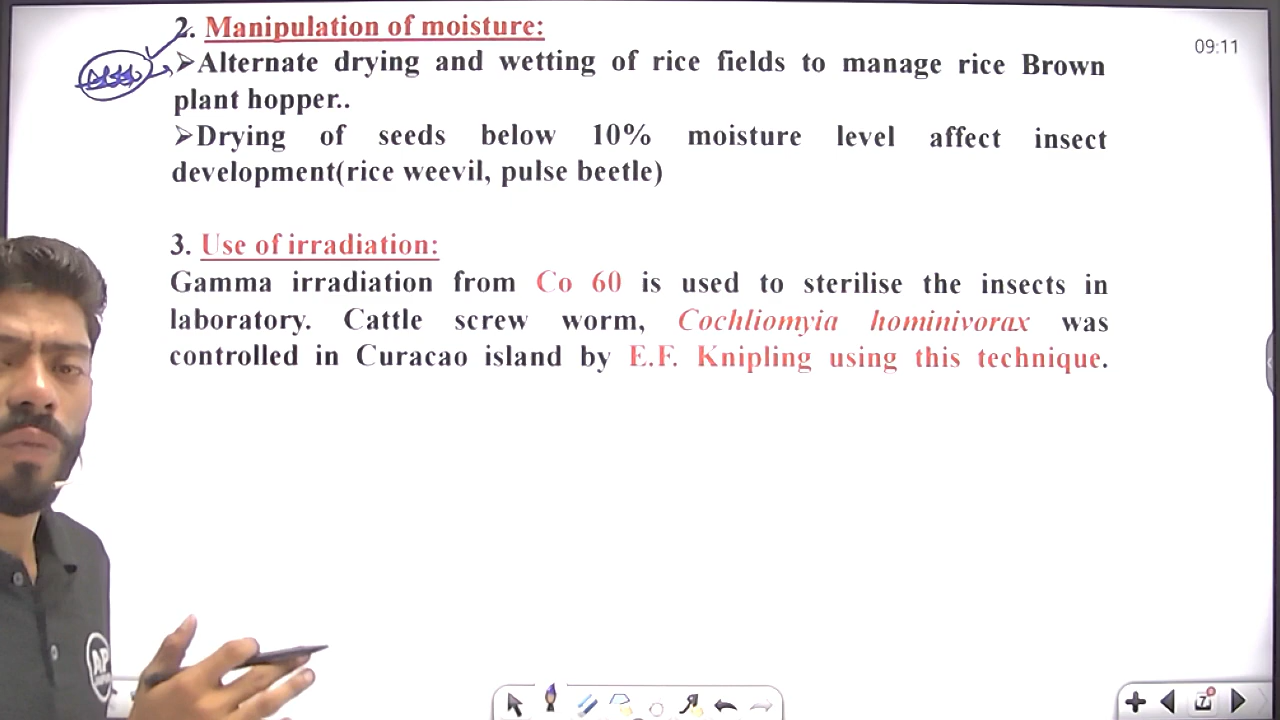 2. Manipulation of moisture:
09:11
➢Alternate drying and wetting of rice fields to manage rice Brown
plant hopper..
➢Drying of seeds below 10% moisture level affect insect
development(rice weevil, pulse beetle)
3. Use of irradiation:
Gamma irradiation from Co 60 is used to sterilise the insects in
laboratory. Cattle screw worm, Cochliomyia hominivorax was
controlled in Curacao island by E.F. Knipling using this technique.
AP